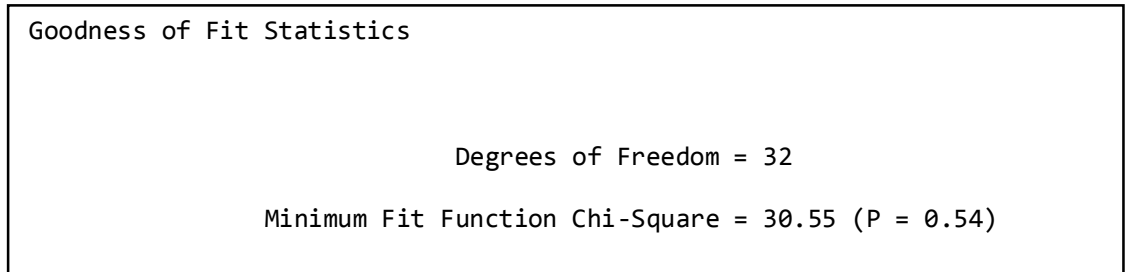 Goodness of Fit Statistics
Degrees of Freedom = 32
Minimum Fit Function Chi-Square = 30.55 (P = 0.54)